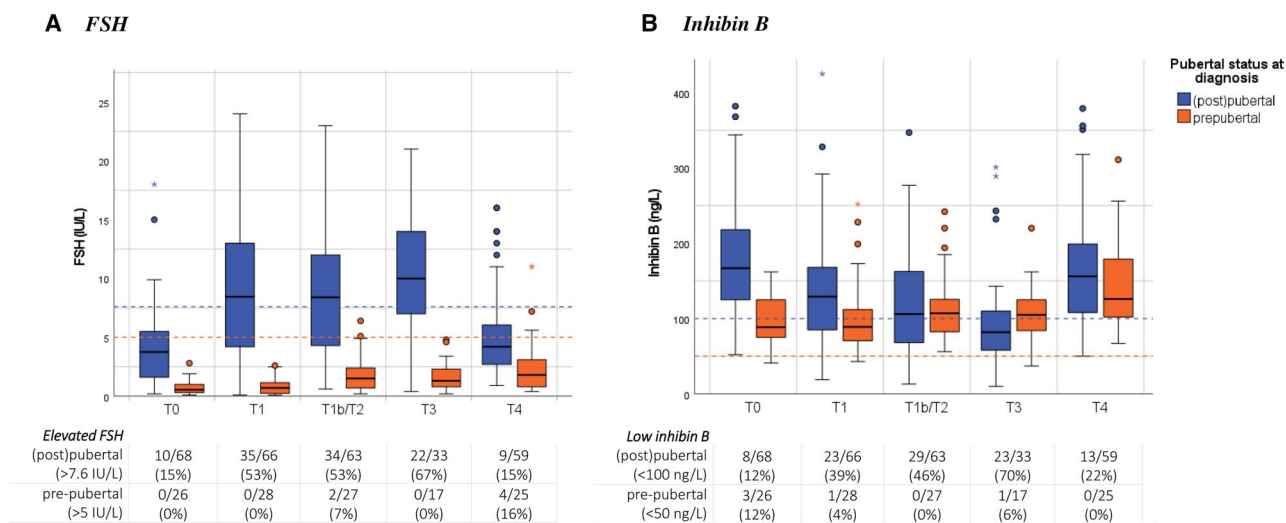 A FSH
FSH (IU/L)
25
20
15
10
5
0
T0 T1 T1b/T2 T3 T4
Elevated FSH
(post)pubertal 10/68 35/66 34/63 22/33 9/59
(>7.6 IU/L) (15%) (53%) (53%) (67%) (15%)
pre-pubertal 0/26 0/28 2/27 0/17 4/25
(>5 IU/L) (0%) (0%) (7%) (0%) (16%)
B Inhibin B
Inhibin B (ng/L)
400
300
200
100
0
T0 T1 T1b/T2 T3 T4
Pubertal status at
diagnosis
(post)pubertal
prepubertal
Low inhibin B
(post)pubertal 8/68 23/66 29/63 23/33 13/59
(<100 ng/L) (12%) (39%) (46%) (70%) (22%)
pre-pubertal 3/26 1/28 0/27 1/17 0/25
(<50 ng/L) (12%) (4%) (0%) (6%) (0%)